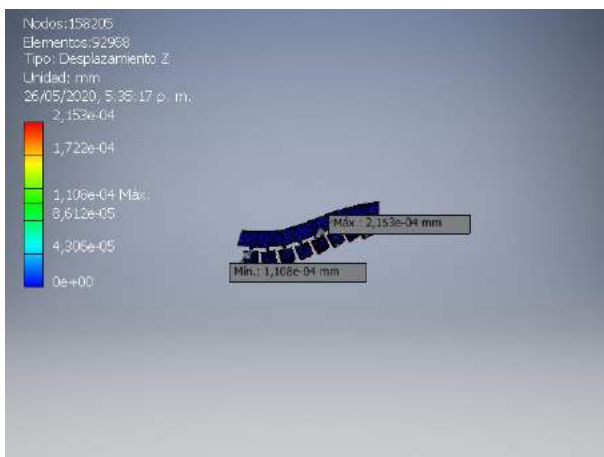 Nodos:158205
Elementos:92958
Tipo: Desplazamiento Z
Unidad: mm
26/05/2020, 5:35:17 p. m.
2,153e-04
1,722e-04
1,108e-04 Máx.
8,612e-05
4,306e-05
0e+00
Máx.: 2,153e-04 mm
Mín.: 1,108e-04 mm